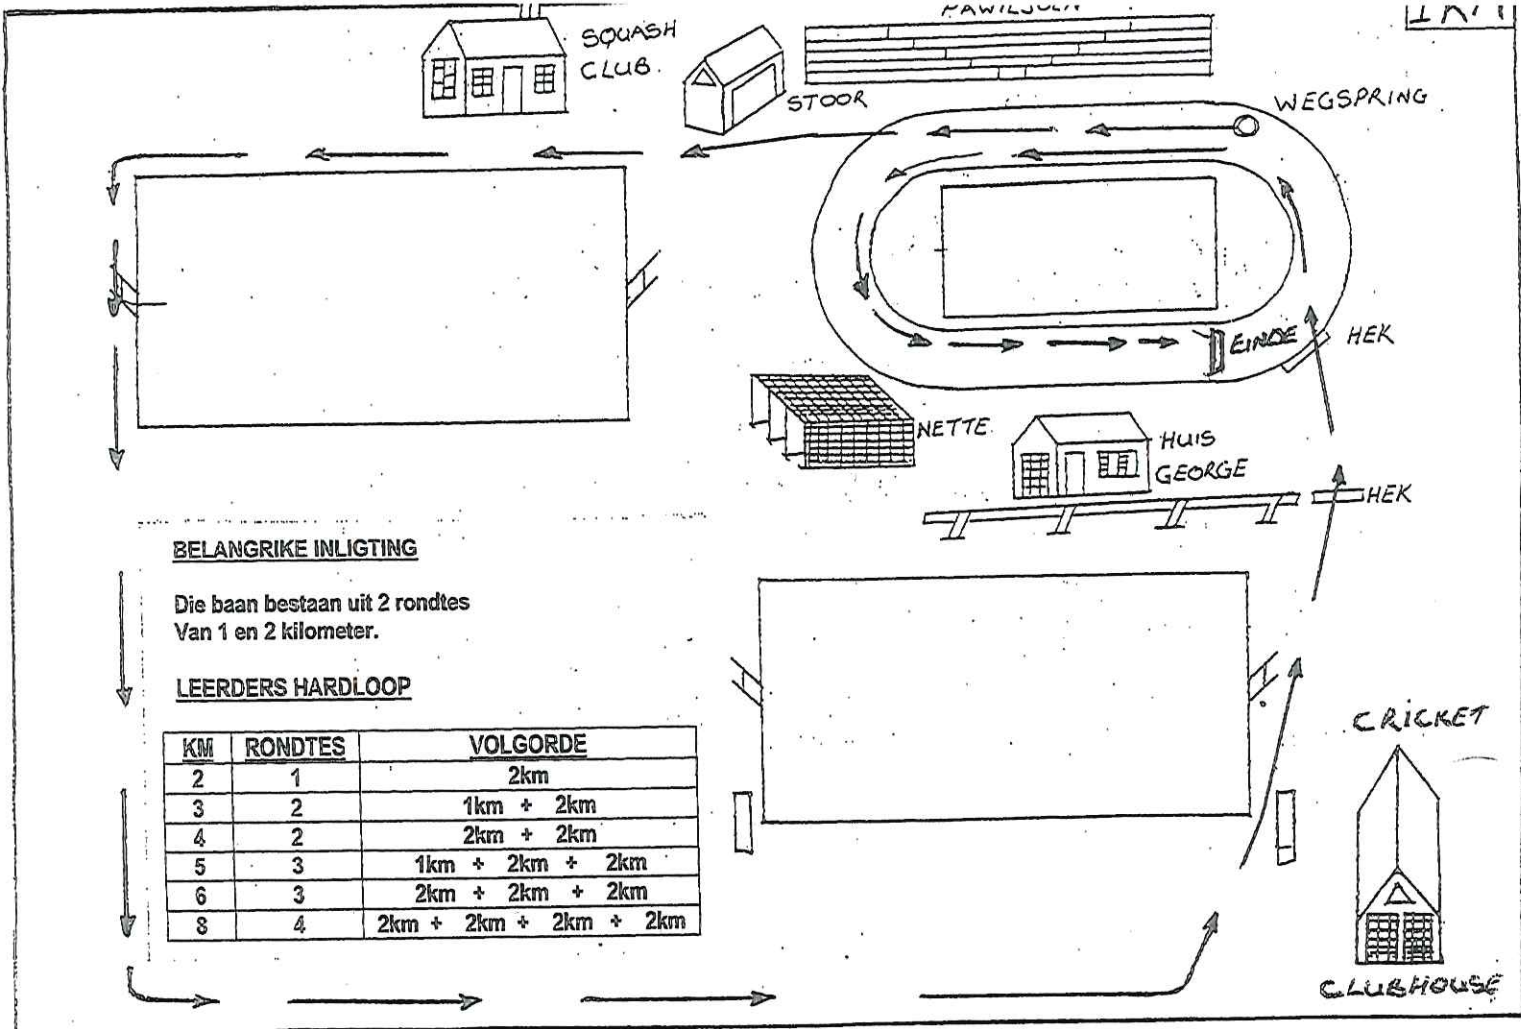 PAWILJOEN
1KM
SQUASH
CLUB.
STOOR
WEGSPRING
EINDE
HEK
NETTE
HUIS
GEORGE
HEK
BELANGRIKE INLIGTING
Die baan bestaan uit 2 rondtes
Van 1 en 2 kilometer.
LEERDERS HARDLOOP
KM RONDTES VOLGORDE
2 1 2km
3 2 1km + 2km
4 2 2km + 2km
5 3 1km + 2km + 2km
6 3 2km + 2km + 2km
8 4 2km + 2km + 2km + 2km
CRICKET
CLUBHOUSE